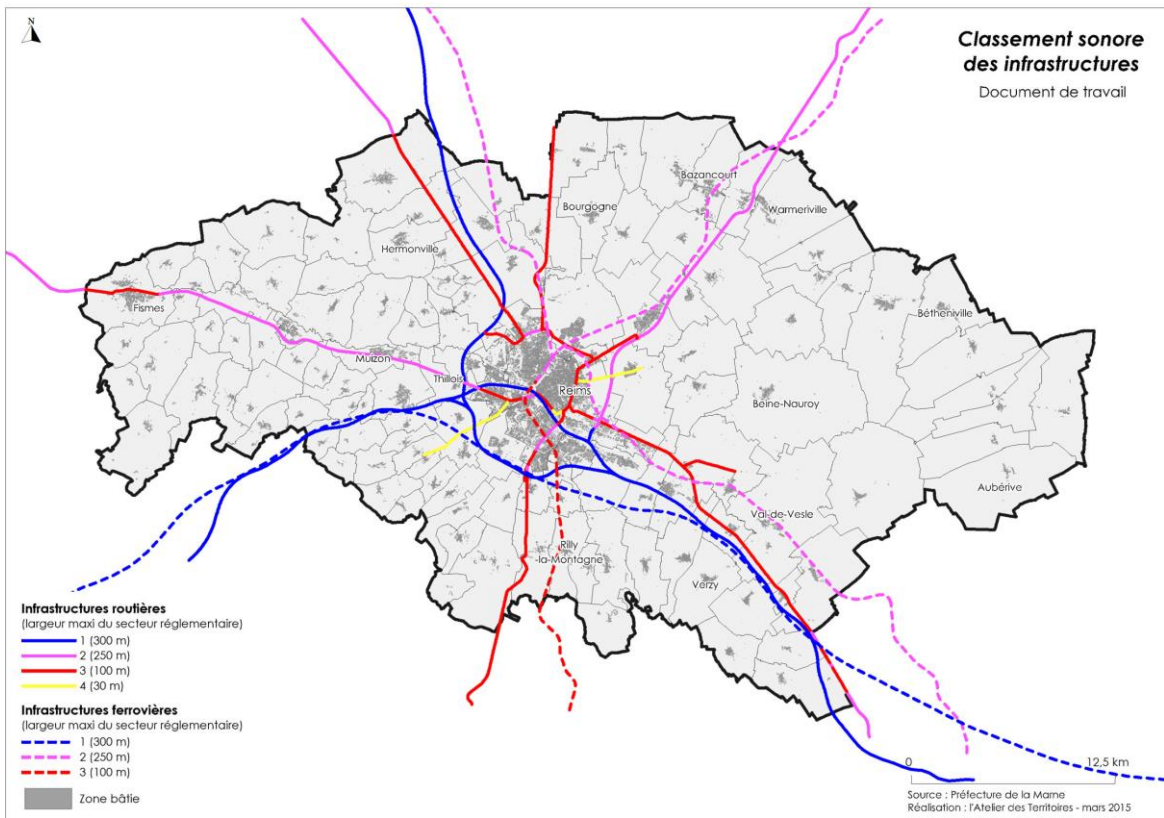 N
Classement sonore
des infrastructures
Document de travail
Bazancourt
Warmeriville
Bourgogne
Hermonville
Fismes
Bétheniville
Muizon
Thillois
Reims
Beine-Nauroy
Aubérive
Val-de-Vesle
Rilly
-la-Montagne
Verzy
Infrastructures routières
(largeur maxi du secteur réglementaire)
1 (300 m)
2 (250 m)
3 (100 m)
4 (30 m)
Infrastructures ferrovières
(largeur maxi du secteur réglementaire)
1 (300 m)
2 (250 m)
3 (100 m)
Zone bâtie
0 12,5 km
Source : Préfecture de la Marne
Réalisation : l'Atelier des Territoires - mars 2015